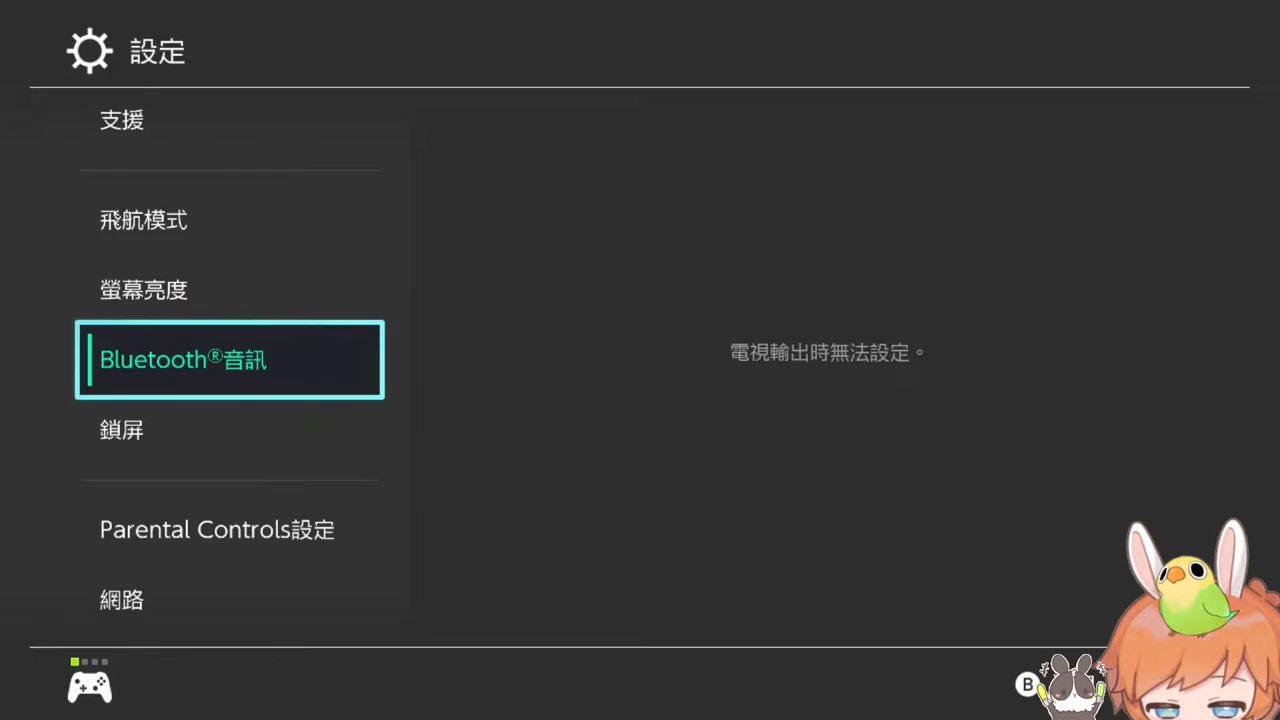 設定
支援
飛航模式
螢幕亮度
Bluetooth®音訊
鎖屏
Parental Controls設定
網路
電視輸出時無法設定。
B